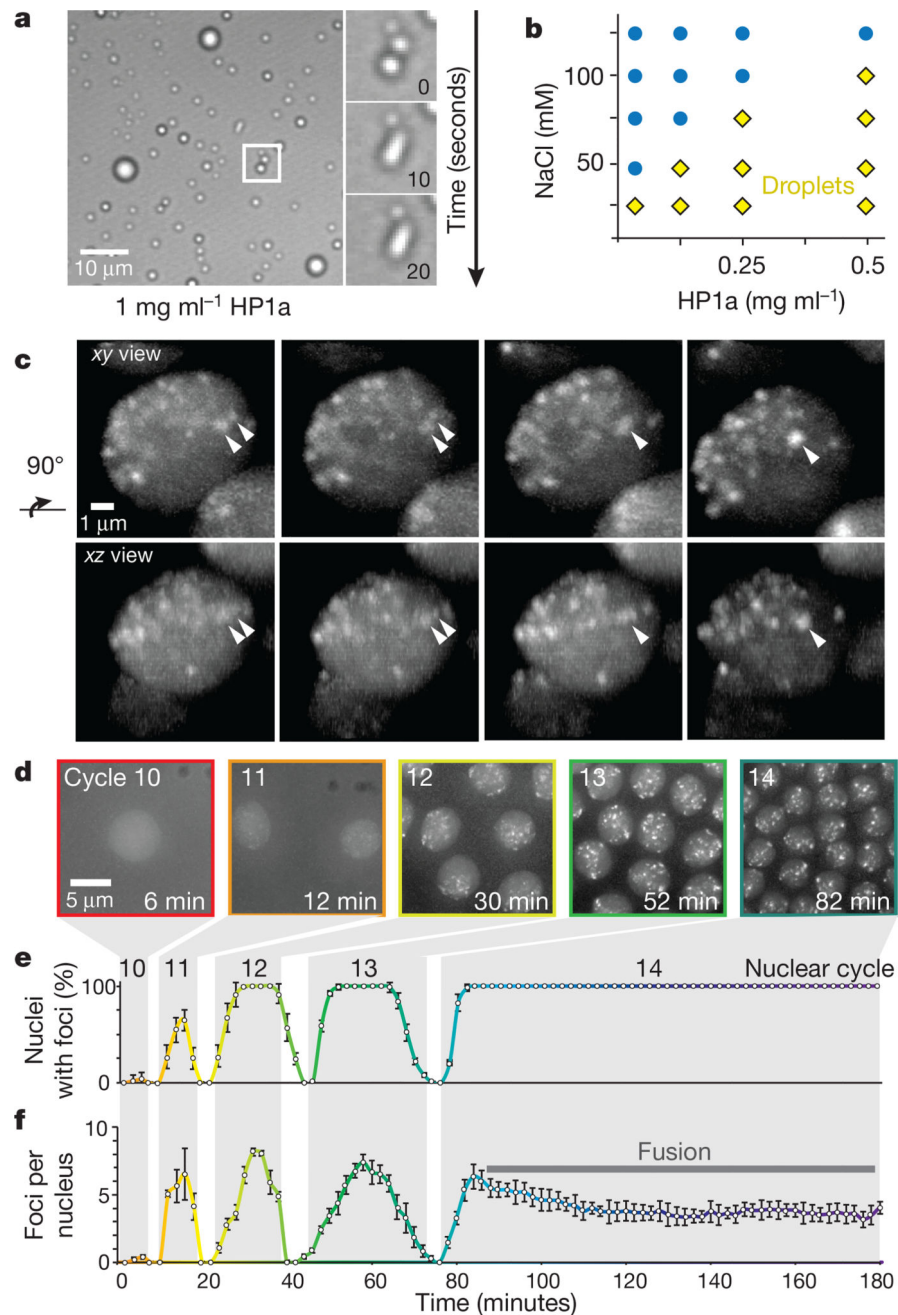 a
0
10
20
10 μm
1 mg ml⁻¹ HP1a
Time (seconds)
b
NaCl (mM)
100
50
Droplets
0.25
0.5
HP1a (mg ml⁻¹)
c
xy view
90°
1 μm
xz view
d
Cycle 10
11
12
13
14
5 μm
6 min
12 min
30 min
52 min
82 min
e
10
11
12
13
14
Nuclear cycle
Nuclei
with foci (%)
100
0
f
Foci per
nucleus
10
5
0
Fusion
0 20 40 60 80 100 120 140 160 180
Time (minutes)